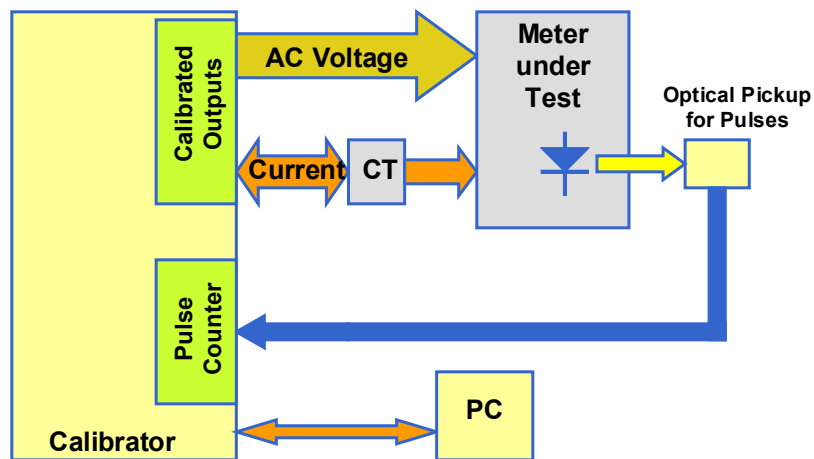 Calibrated
Outputs
AC Voltage
Meter
under
Test
Optical Pickup
for Pulses
Current
CT
Pulse
Counter
PC
Calibrator